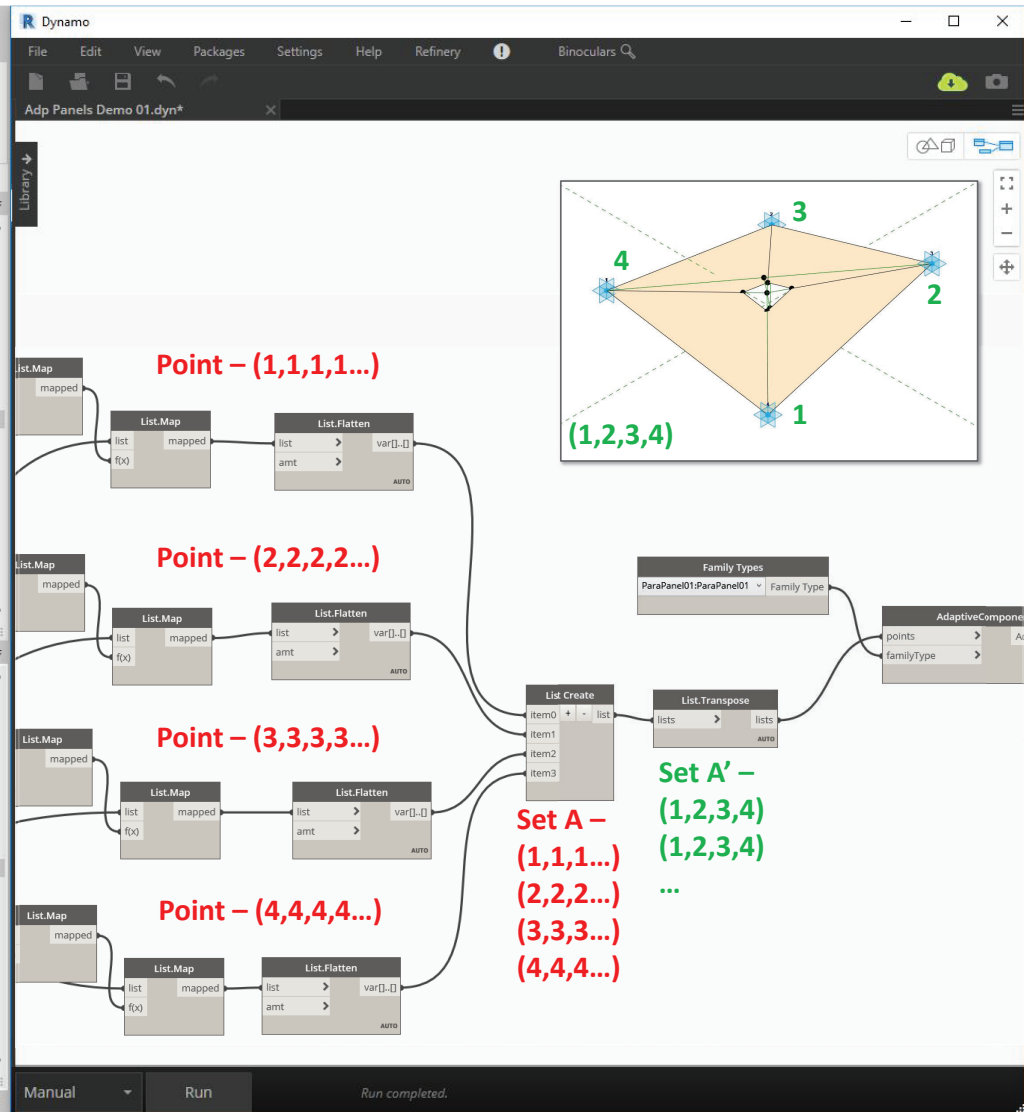 Dynamo
File Edit View Packages Settings Help Refinery Binoculars
Adp Panels Demo 01.dyn*
Library
3
4
2
1
(1,2,3,4)
Point – (1,1,1,1...)
List.Map
mapped
List.Map
list mapped
f(x)
List.Flatten
list > var[]..[]
amt >
AUTO
Point – (2,2,2,2...)
List.Map
mapped
List.Map
list mapped
f(x)
List.Flatten
list > var[]..[]
amt >
AUTO
Family Types
ParaPanel01:ParaPanel01 Family Type
AdaptiveCompone
points >
familyType >
List Create
item0 + - list
item1
item2
item3
List.Transpose
lists > lists
AUTO
Point – (3,3,3,3...)
List.Map
mapped
List.Map
list mapped
f(x)
List.Flatten
list > var[]..[]
amt >
AUTO
Set A –
(1,1,1...)
(2,2,2...)
(3,3,3...)
(4,4,4...)
Set A’ –
(1,2,3,4)
(1,2,3,4)
...
Point – (4,4,4,4...)
List.Map
mapped
List.Map
list mapped
f(x)
List.Flatten
list > var[]..[]
amt >
AUTO
Manual Run Run completed.